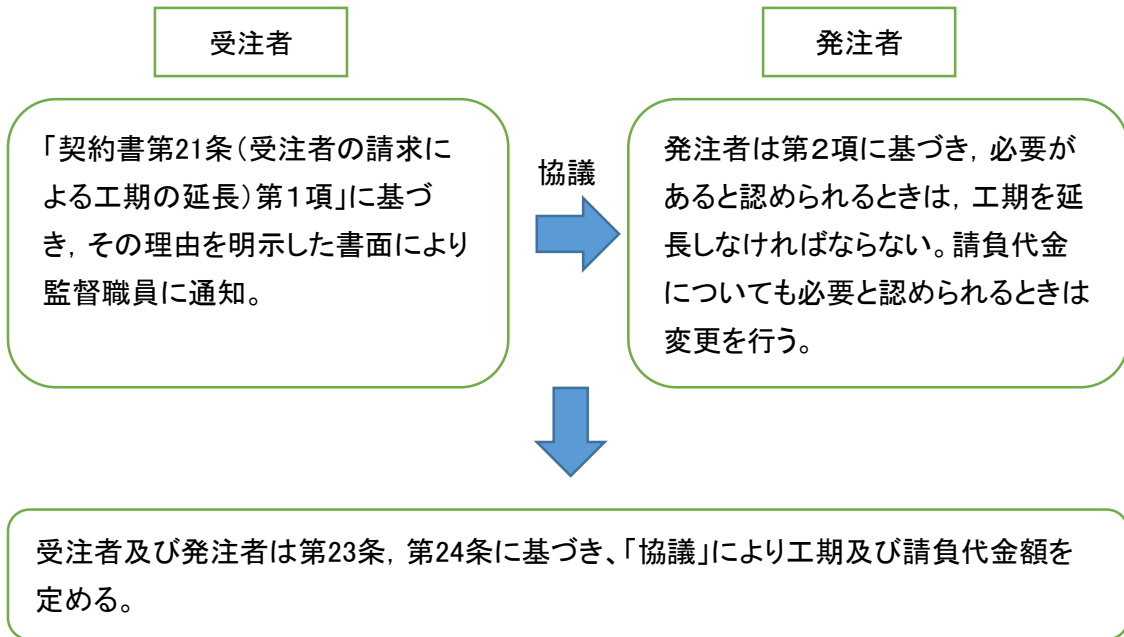 受注者
発注者
「契約書第21条(受注者の請求に
よる工期の延長)第1項」に基づ
き,その理由を明示した書面により
監督職員に通知。
協議
発注者は第２項に基づき,必要が
あると認められるときは,工期を延
長しなければならない。請負代金
についても必要と認められるときは
変更を行う。
受注者及び発注者は第23条,第24条に基づき、「協議」により工期及び請負代金額を
定める。